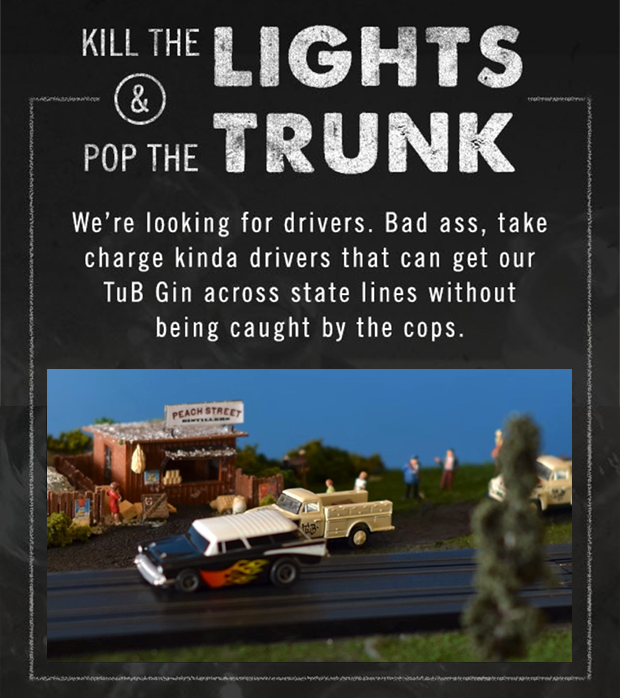 KILL THE LIGHTS
&
POP THE TRUNK
We're looking for drivers. Bad ass, take
charge kinda drivers that can get our
TuB Gin across state lines without
being caught by the cops.
PEACH STREET
DISTILLERS